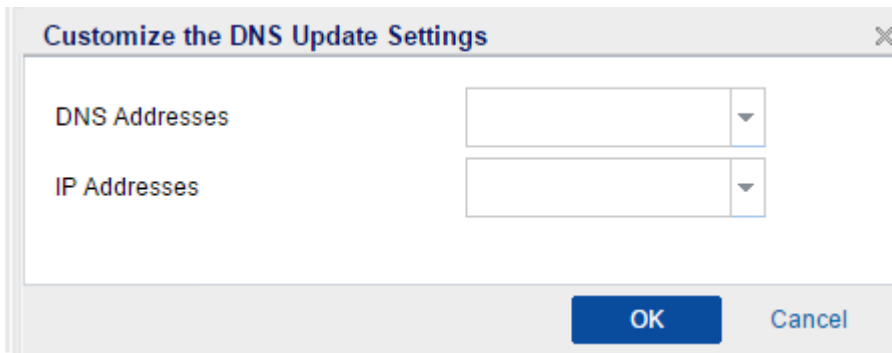 Customize the DNS Update Settings
DNS Addresses
IP Addresses
OK Cancel